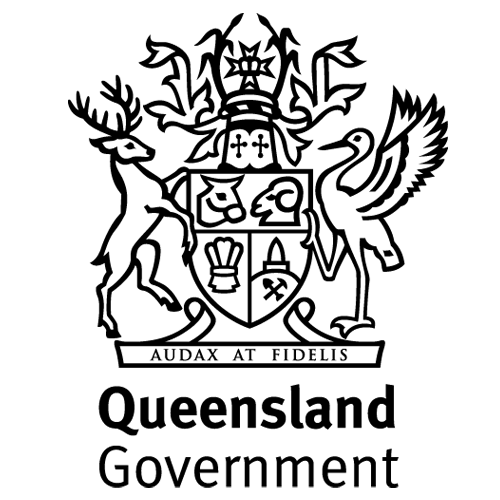 AUDAX AT FIDELIS
Queensland
Government